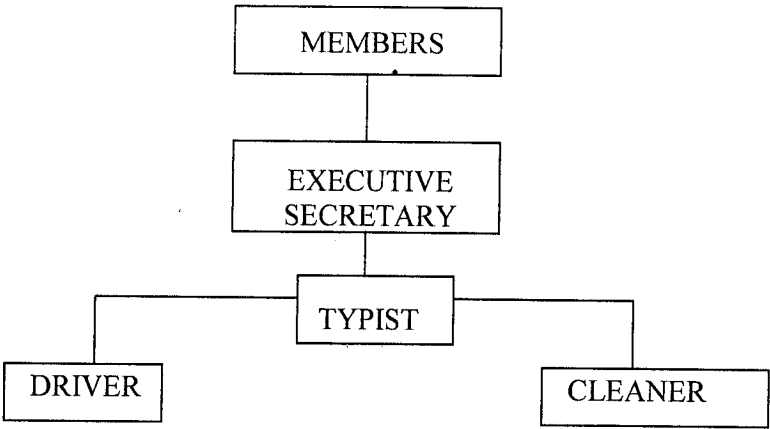 MEMBERS
EXECUTIVE
SECRETARY
TYPIST
DRIVER
CLEANER